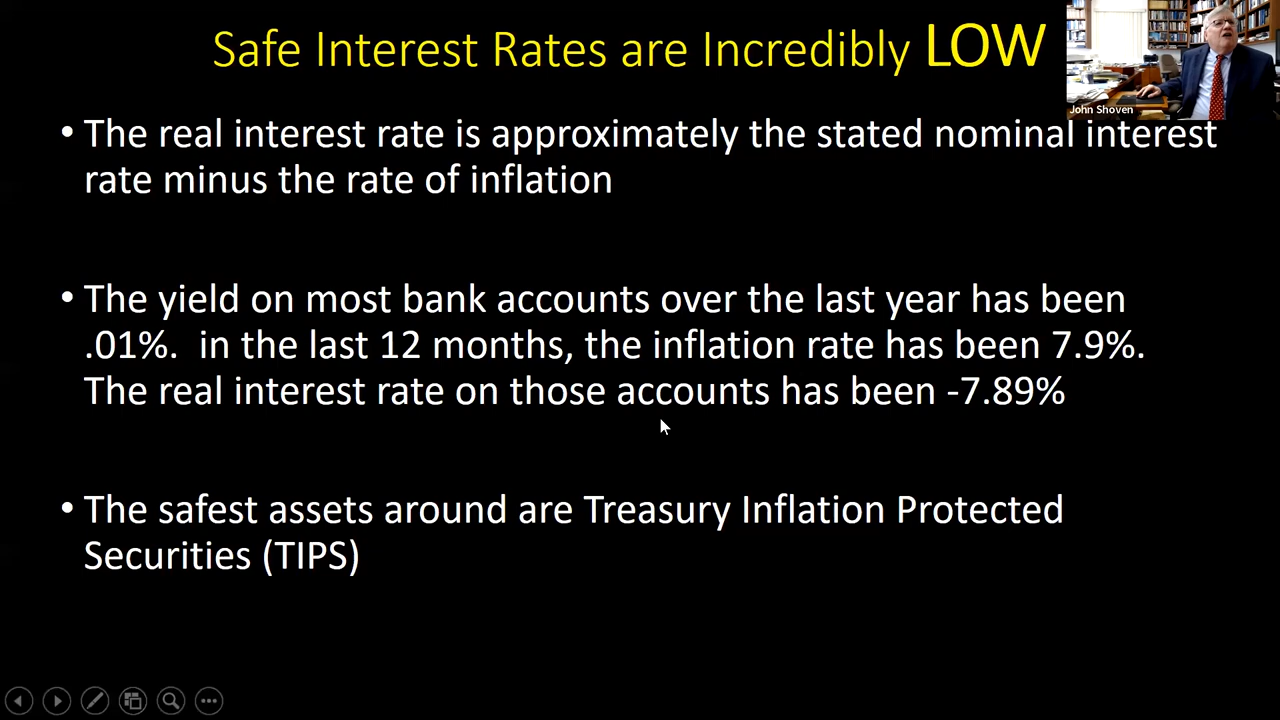 Safe Interest Rates are Incredibly LOW
John Shoven
• The real interest rate is approximately the stated nominal interest
rate minus the rate of inflation
• The yield on most bank accounts over the last year has been
.01%.  in the last 12 months, the inflation rate has been 7.9%.
The real interest rate on those accounts has been -7.89%
• The safest assets around are Treasury Inflation Protected
Securities (TIPS)